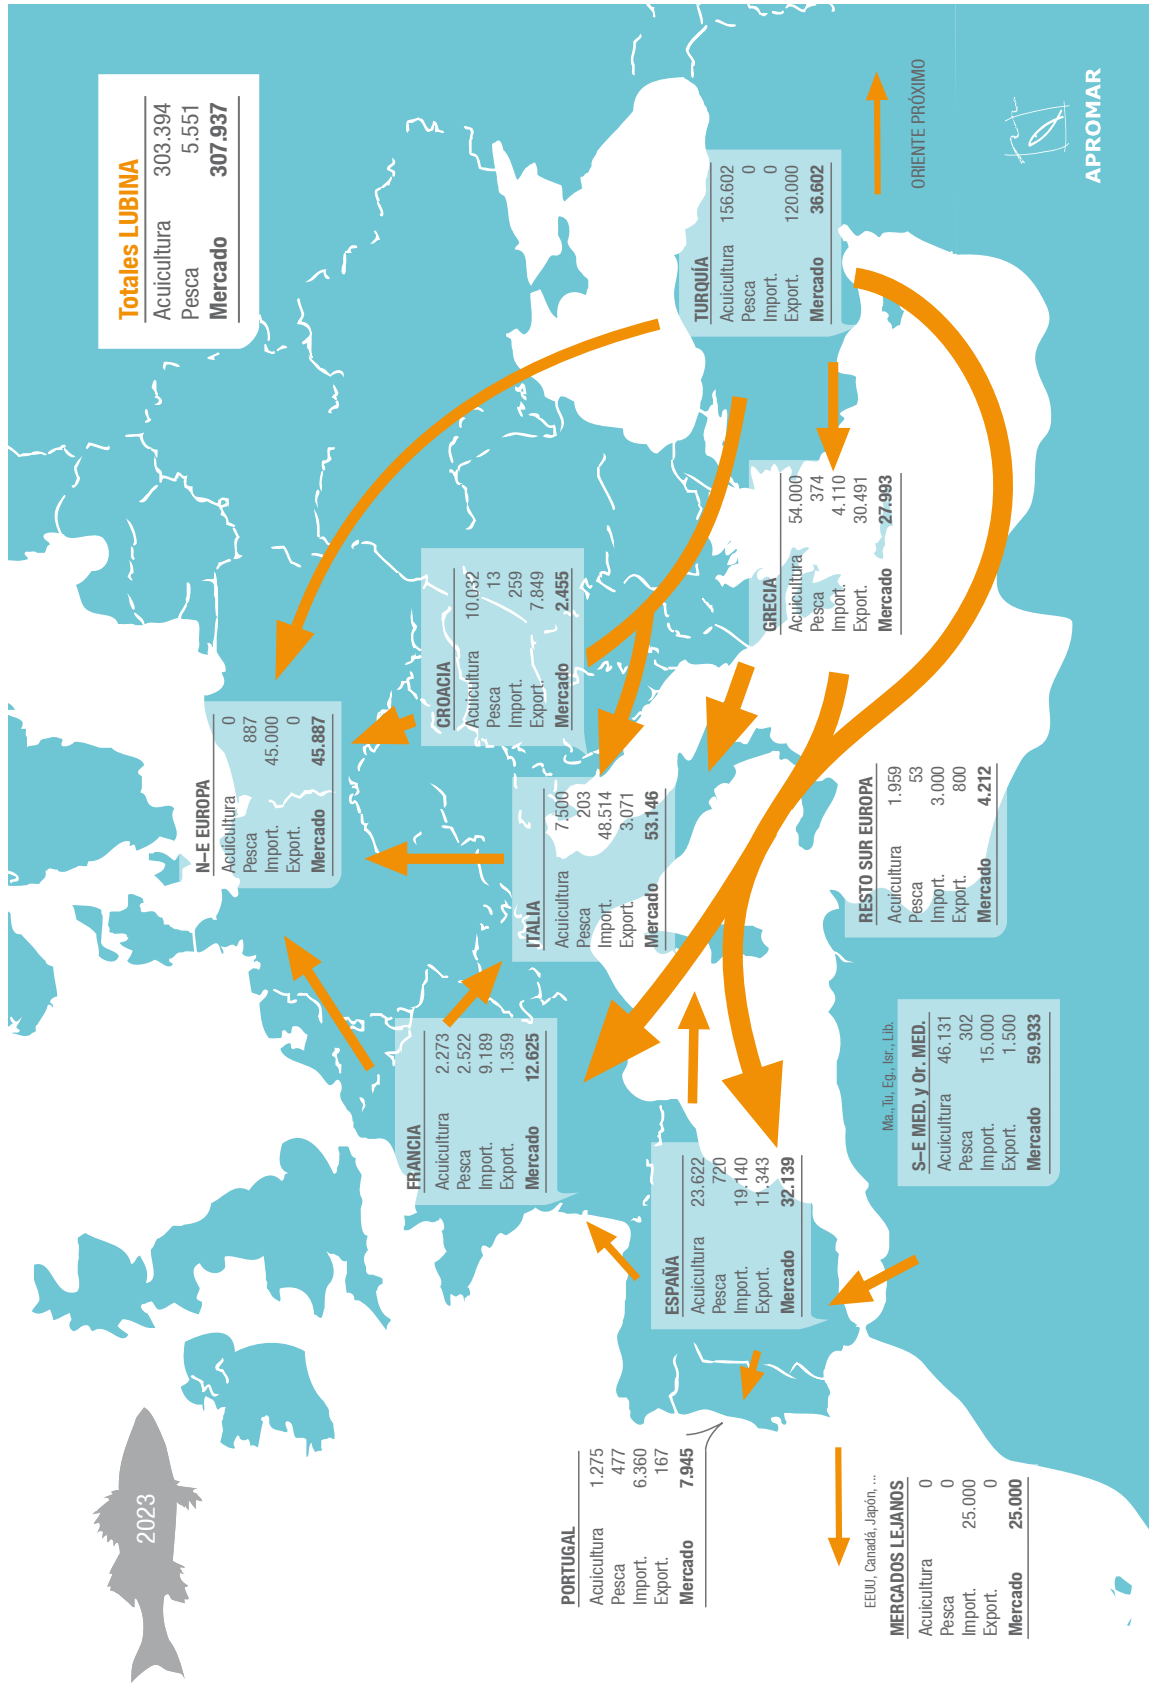 2023
Totales LUBINA
Acuicultura 303.394
Pesca 5.551
Mercado 307.937
N–E EUROPA
Acuicultura 0
Pesca 887
Import. 45.000
Export. 0
Mercado 45.887
FRANCIA
Acuicultura 2.273
Pesca 2.522
Import. 9.189
Export. 1.359
Mercado 12.625
CROACIA
Acuicultura 10.032
Pesca 13
Import. 259
Export. 7.849
Mercado 2.455
ITALIA
Acuicultura 7.500
Pesca 203
Import. 48.514
Export. 3.071
Mercado 53.146
PORTUGAL
Acuicultura 1.275
Pesca 477
Import. 6.360
Export. 167
Mercado 7.945
ESPAÑA
Acuicultura 23.622
Pesca 720
Import. 19.140
Export. 11.343
Mercado 32.139
TURQUÍA
Acuicultura 156.602
Pesca 0
Import. 0
Export. 120.000
Mercado 36.602
GRECIA
Acuicultura 54.000
Pesca 374
Import. 4.110
Export. 30.491
Mercado 27.993
RESTO SUR EUROPA
Acuicultura 1.959
Pesca 53
Import. 3.000
Export. 800
Mercado 4.212
Ma., Tu, Eg., Isr., Lib.
S–E MED. y Or. MED.
Acuicultura 46.131
Pesca 302
Import. 15.000
Export. 1.500
Mercado 59.933
EEUU, Canadá, Japón, ...
MERCADOS LEJANOS
Acuicultura 0
Pesca 0
Import. 25.000
Export. 0
Mercado 25.000
ORIENTE PRÓXIMO
APROMAR